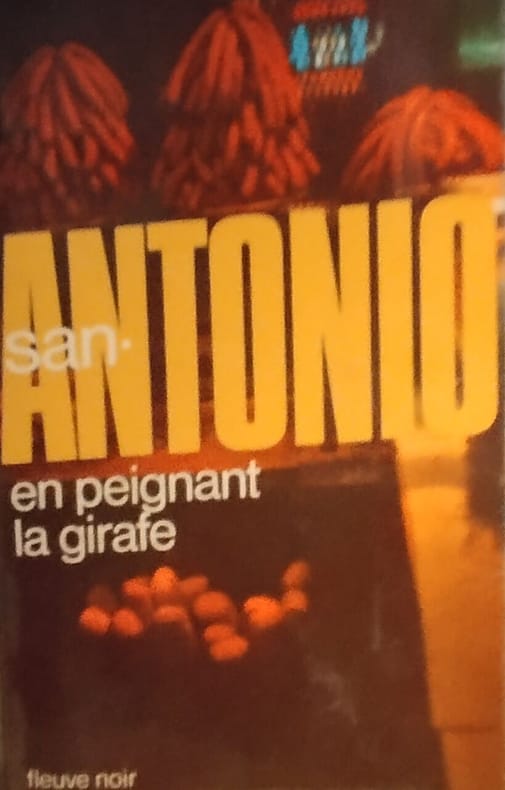 san-
ANTONIO
en peignant
la girafe
fleuve noir